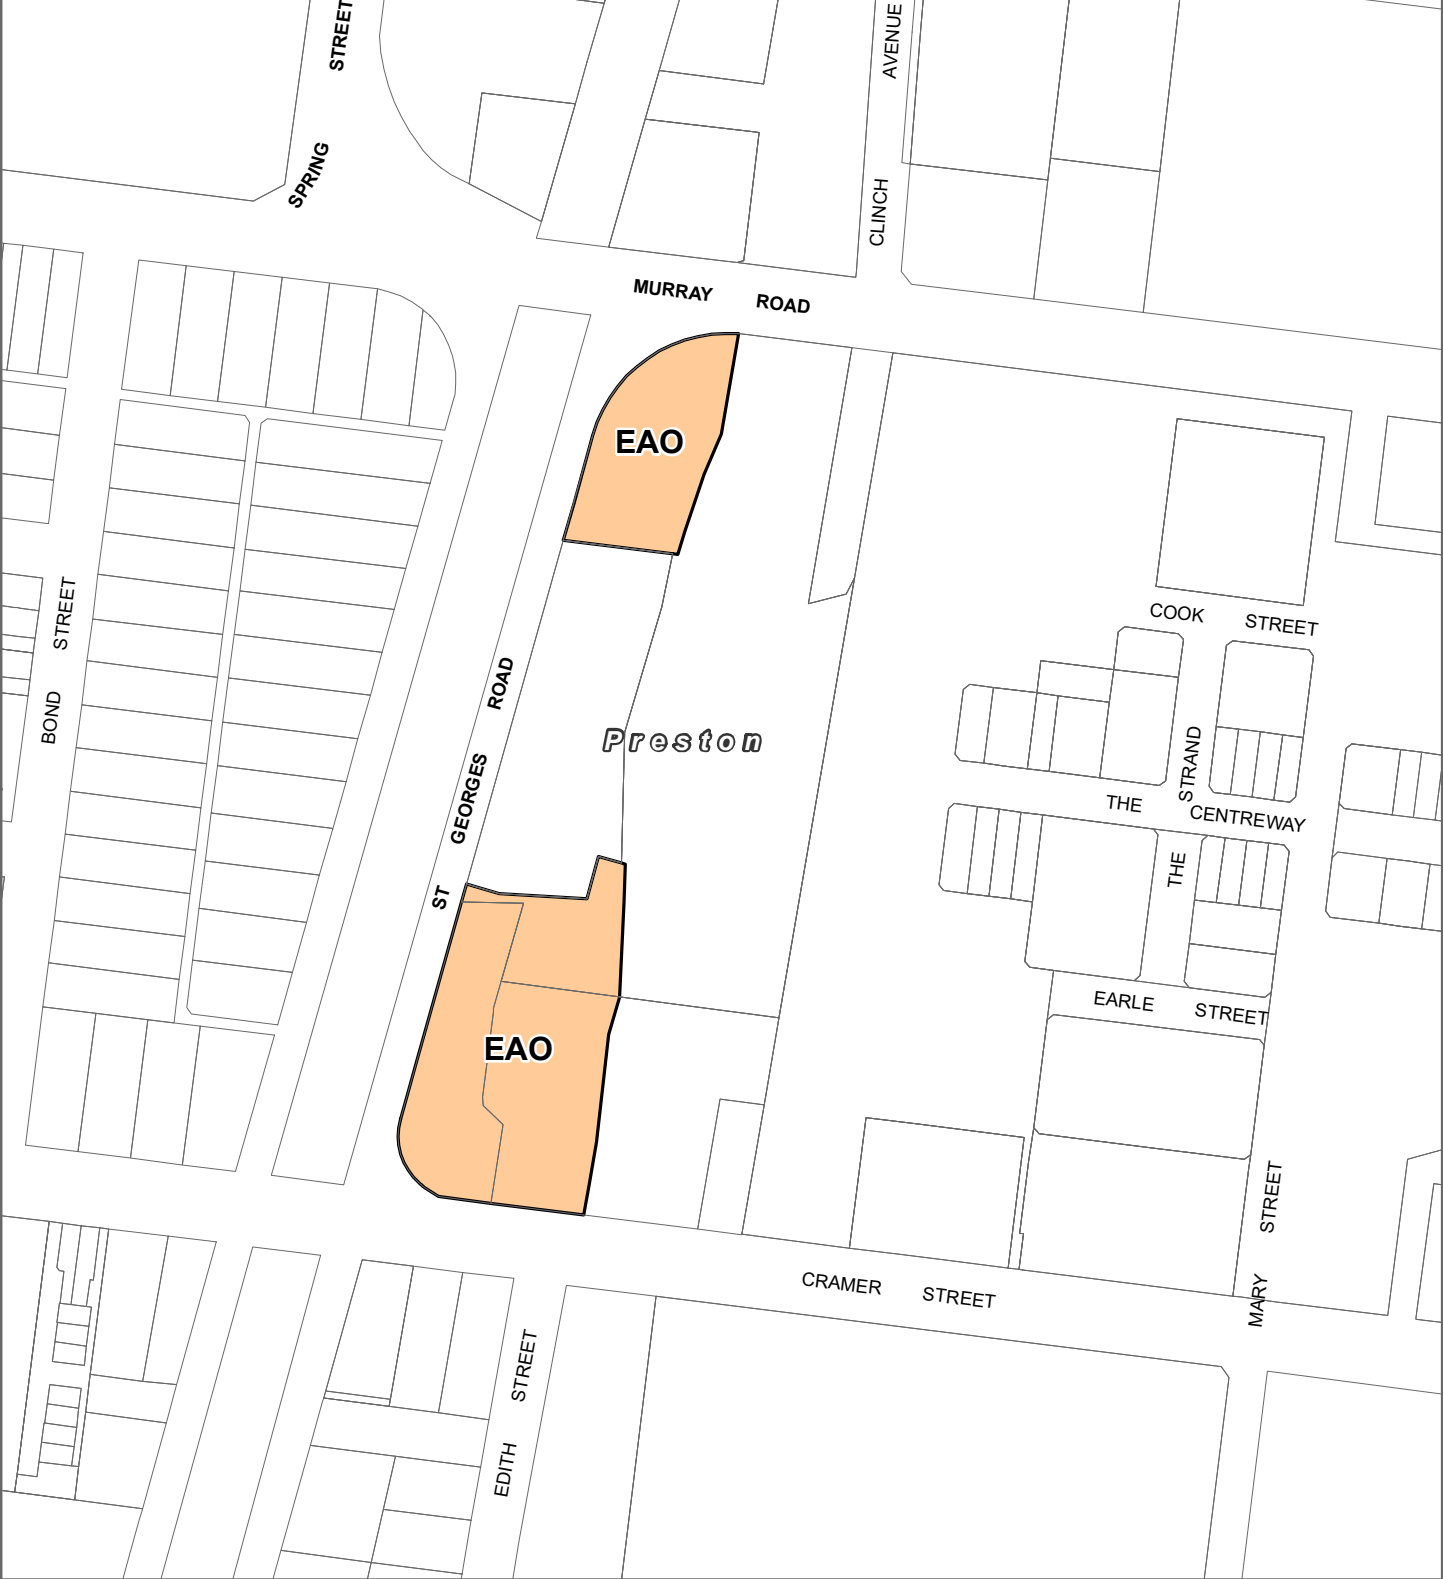 SPRING STREET
CLINCH AVENUE
MURRAY ROAD
EAO
BOND STREET
ST GEORGES ROAD
Preston
COOK STREET
THE STRAND
THE CENTREWAY
EARLE STREET
EAO
MARY STREET
CRAMER STREET
EDITH STREET